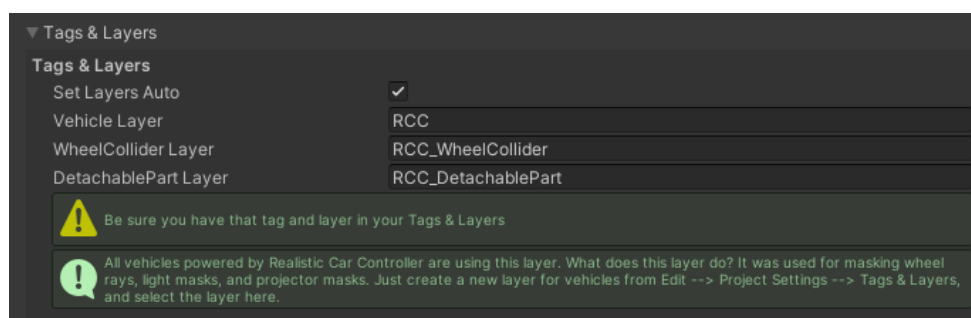 Tags & Layers
Tags & Layers
Set Layers Auto
Vehicle Layer RCC
WheelCollider Layer RCC_WheelCollider
DetachablePart Layer RCC_DetachablePart
Be sure you have that tag and layer in your Tags & Layers
All vehicles powered by Realistic Car Controller are using this layer. What does this layer do? It was used for masking wheel
rays, light masks, and projector masks. Just create a new layer for vehicles from Edit --> Project Settings --> Tags & Layers,
and select the layer here.